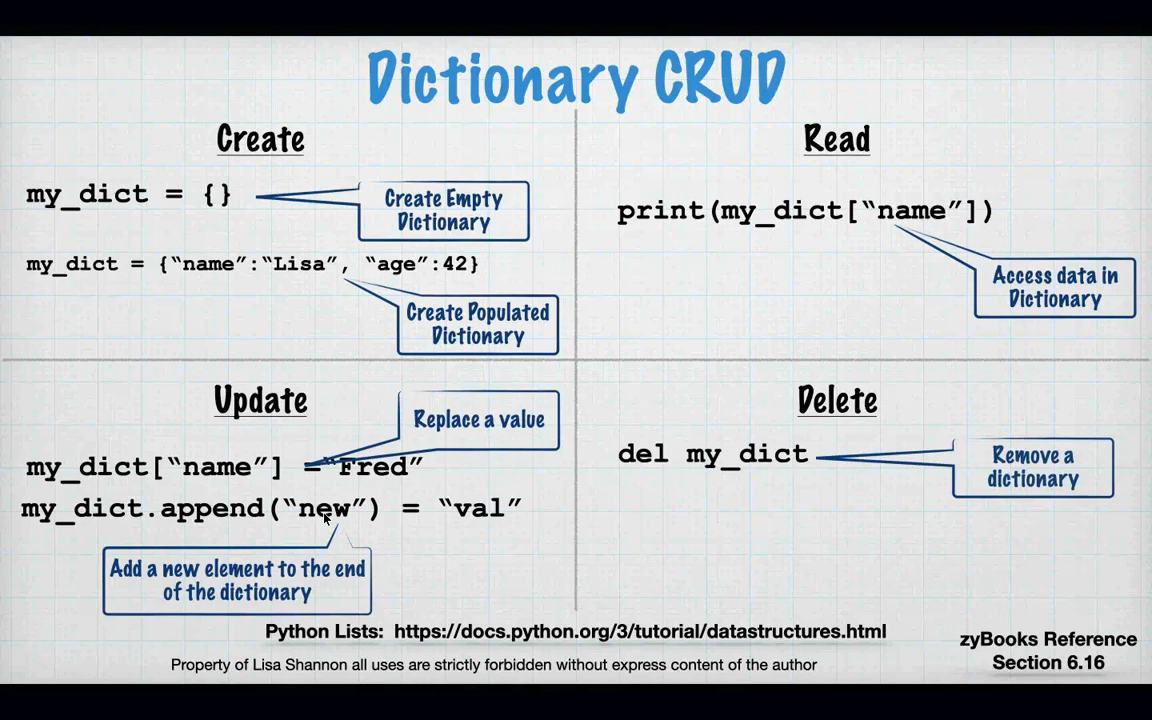 Dictionary CRUD
Create
my_dict = {}
Create Empty
Dictionary
my_dict = {“name”:“Lisa”, “age”:42}
Create Populated
Dictionary
Read
print(my_dict[“name”])
Access data in
Dictionary
Update
Replace a value
my_dict[“name”] =“Fred”
my_dict.append(“new”) = “val”
Add a new element to the end
of the dictionary
Delete
del my_dict
Remove a
dictionary
Python Lists: https://docs.python.org/3/tutorial/datastructures.html
Property of Lisa Shannon all uses are strictly forbidden without express content of the author
zyBooks Reference
Section 6.16